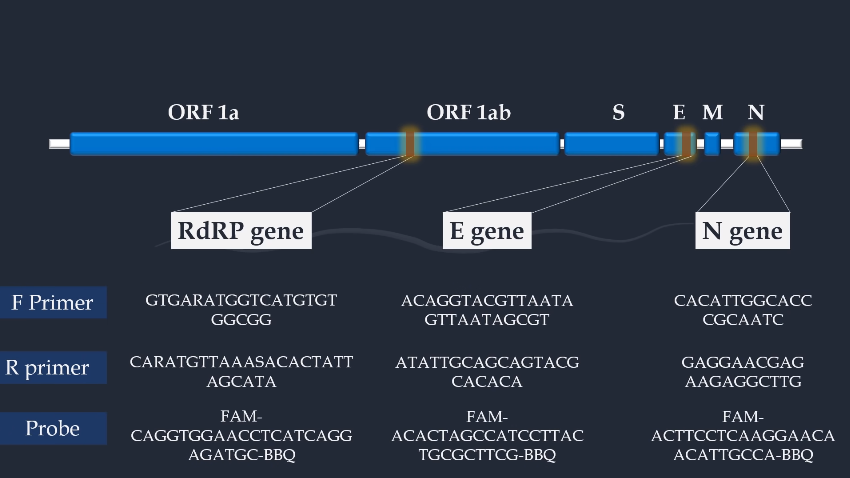 ORF 1a ORF 1ab S E M N
RdRP gene E gene N gene
F Primer
GTGARATGGTCATGTGT
GGCGG
ACAGGTACGTTAATA
GTTAATAGCGT
CACATTGGCACC
CGCAATC
R primer
CARATGTTAAASACACTATT
AGCATA
ATATTGCAGCAGTACG
CACACA
GAGGAACGAG
AAGAGGCTTG
Probe
FAM-
CAGGTGGAACCTCATCAGG
AGATGC-BBQ
FAM-
ACACTAGCCATCCTTAC
TGCGCTTCG-BBQ
FAM-
ACTTCCTCAAGGAACA
ACATTGCCA-BBQ